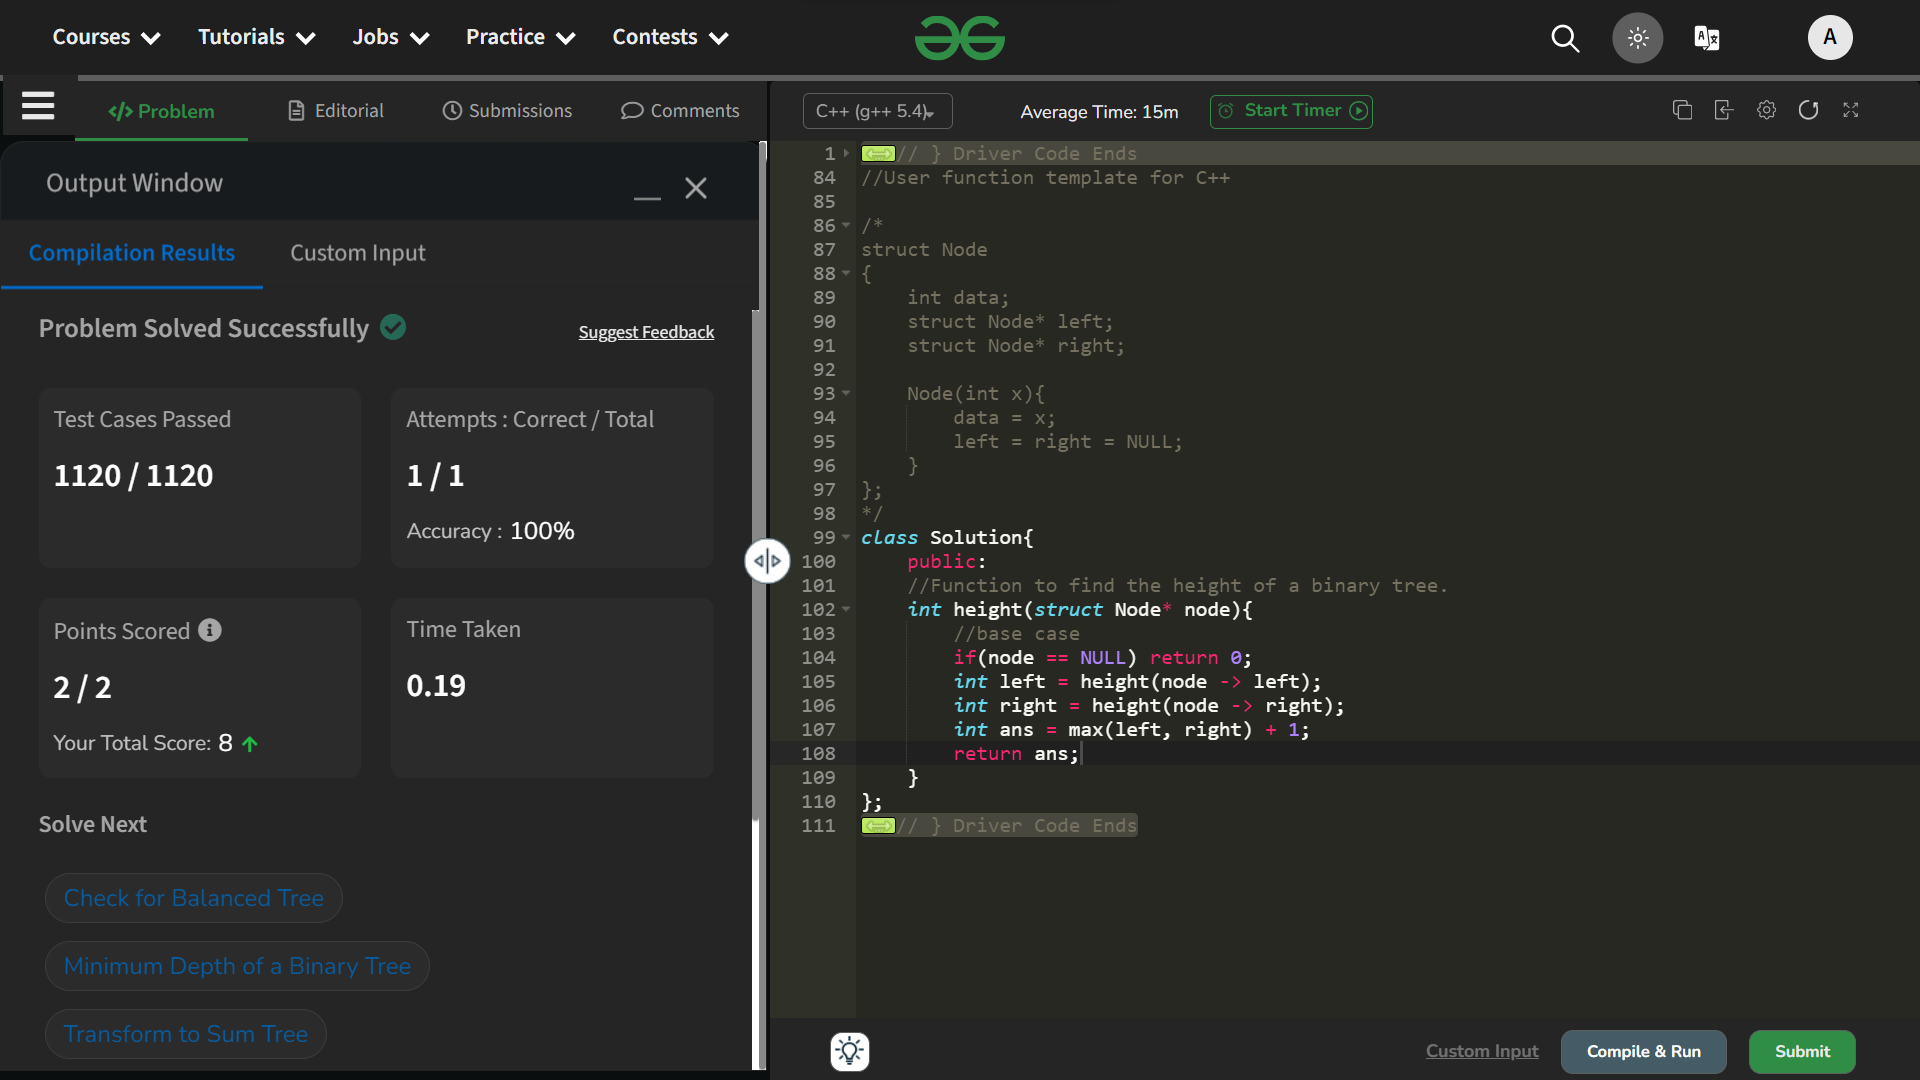 Courses Tutorials Jobs Practice Contests A
</> Problem Editorial Submissions Comments
Output Window
Compilation Results Custom Input
Problem Solved Successfully Suggest Feedback
Test Cases Passed
1120 / 1120
Attempts : Correct / Total
1 / 1
Accuracy : 100%
Points Scored
2 / 2
Your Total Score: 8
Time Taken
0.19
Solve Next
Check for Balanced Tree
Minimum Depth of a Binary Tree
Transform to Sum Tree
C++ (g++ 5.4) Average Time: 15m Start Timer
1 // } Driver Code Ends
84 //User function template for C++
85
86 /*
87 struct Node
88 {
89     int data;
90     struct Node* left;
91     struct Node* right;
92
93     Node(int x){
94         data = x;
95         left = right = NULL;
96     }
97 };
98 */
99 class Solution{
100     public:
101     //Function to find the height of a binary tree.
102     int height(struct Node* node){
103         //base case
104         if(node == NULL) return 0;
105         int left = height(node -> left);
106         int right = height(node -> right);
107         int ans = max(left, right) + 1;
108         return ans;
109     }
110 };
111 // } Driver Code Ends
Custom Input Compile & Run Submit